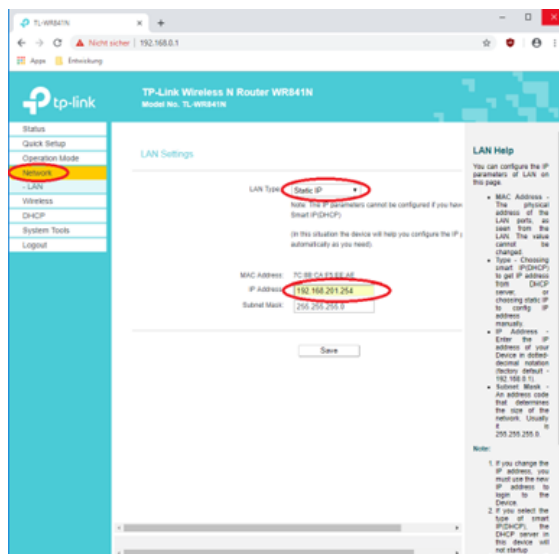 TL-WR841N
Nicht sicher | 192.168.0.1
Apps
Entwicklung
tp-link
TP-Link Wireless N Router WR841N
Model No. TL-WR841N
Status
Quick Setup
Operation Mode
Network
- LAN
Wireless
DHCP
System Tools
Logout
LAN Settings
LAN Type:
Static IP
Note: The IP parameters cannot be configured if you have
Smart IP(DHCP)
(In this situation the device will help you configure the IP
automatically as you need).
MAC Address:
IP Address:
192.168.201.254
Subnet Mask:
255.255.255.0
Save
LAN Help
You can configure the IP
parameters of LAN on
this page.
MAC Address -
The physical
address of the
LAN ports, as
seen from the
LAN. The value
cannot be
changed.
Type - Choosing
smart IP(DHCP)
to get IP address
from DHCP
server, or
choosing static IP
to config IP
address
manually.
IP Address -
Enter the IP
address of your
Device in dotted-
decimal notation
(factory default -
192.168.0.1).
Subnet Mask -
An address code
that determines
the size of the
network. Usually
it is
255.255.255.0.
Note:
1. If you change the
IP address, you
must use the new
IP address to
login to the
Device.
2. If you select the
type of smart
IP(DHCP), the
DHCP server in
this device will
not startup